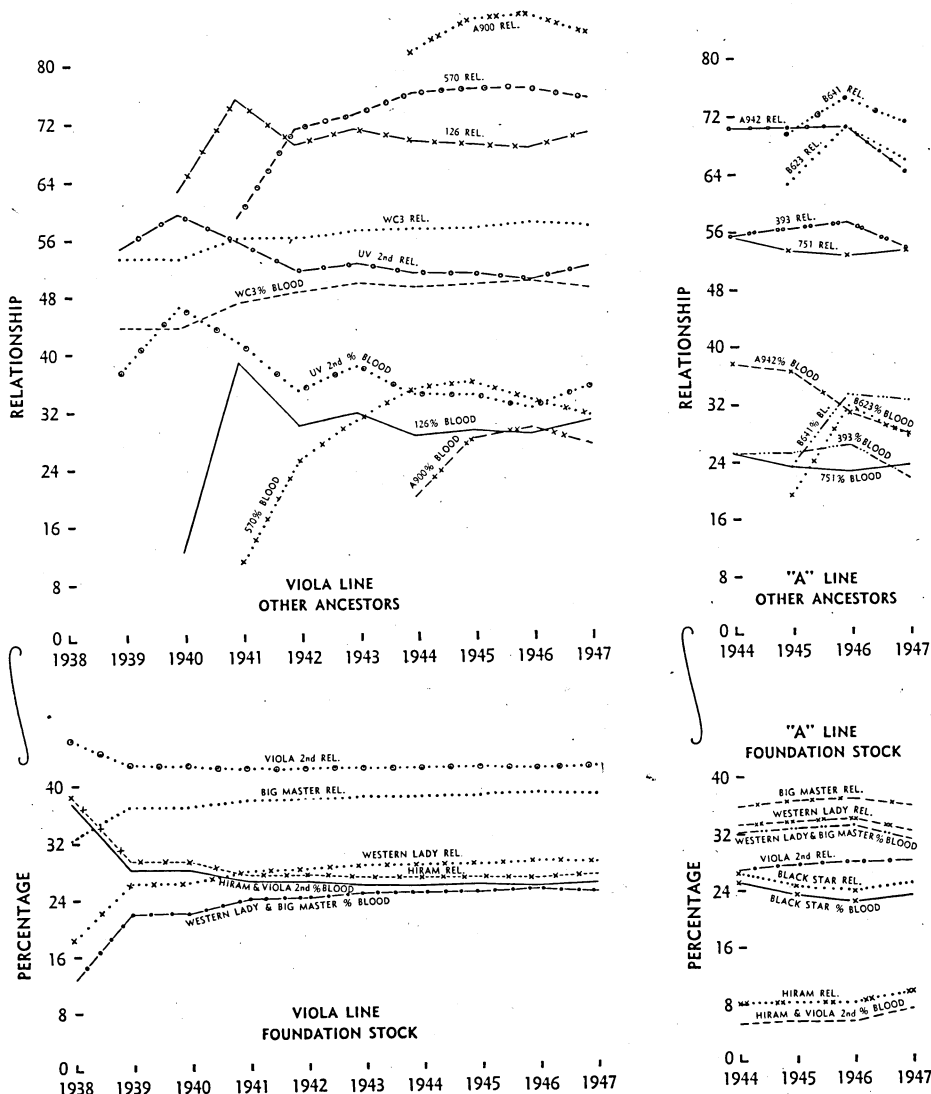 A900 REL.
80
570 REL.
72
126 REL.
64
WC3 REL.
56
UV 2nd REL.
WC3% BLOOD
48
RELATIONSHIP
40
UV 2nd % BLOOD
32
126% BLOOD
570% BLOOD
A900% BLOOD
24
16
8
VIOLA LINE
OTHER ANCESTORS
0
1938 1939 1940 1941 1942 1943 1944 1945 1946 1947
80
B641 REL.
72
A942 REL.
B623 REL.
64
393 REL.
56
751 REL.
48
RELATIONSHIP
40
A942% BLOOD
32
B623% BLOOD
B641% BL.
393% BLOOD
24
751% BLOOD
16
8
"A" LINE
OTHER ANCESTORS
0
1944 1945 1946 1947
VIOLA 2nd REL.
40
BIG MASTER REL.
32
WESTERN LADY REL.
HIRAM REL.
HIRAM & VIOLA 2nd % BLOOD
24
WESTERN LADY & BIG MASTER % BLOOD
PERCENTAGE
16
8
VIOLA LINE
FOUNDATION STOCK
0
1938 1939 1940 1941 1942 1943 1944 1945 1946 1947
"A" LINE
FOUNDATION STOCK
40
BIG MASTER REL.
WESTERN LADY REL.
32
WESTERN LADY & BIG MASTER % BLOOD
VIOLA 2nd REL.
BLACK STAR REL.
24
BLACK STAR % BLOOD
PERCENTAGE
16
HIRAM REL.
8
HIRAM & VIOLA 2nd % BLOOD
0
1944 1945 1946 1947